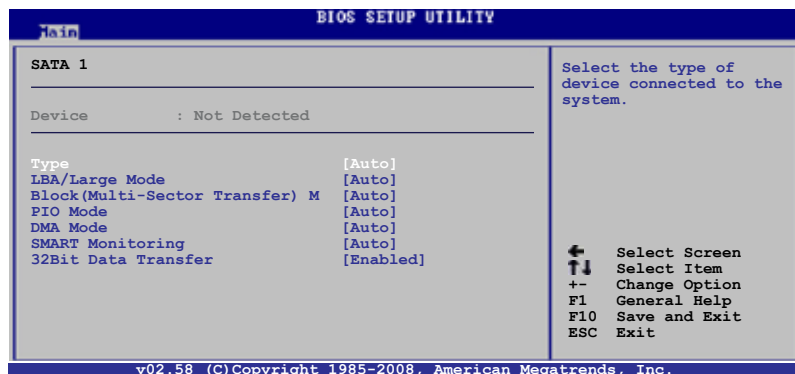 BIOS SETUP UTILITY
Main
SATA 1
Device : Not Detected
Type [Auto]
LBA/Large Mode [Auto]
Block(Multi-Sector Transfer) M [Auto]
PIO Mode [Auto]
DMA Mode [Auto]
SMART Monitoring [Auto]
32Bit Data Transfer [Enabled]
Select the type of
device connected to the
system.
← Select Screen
↑↓ Select Item
+- Change Option
F1 General Help
F10 Save and Exit
ESC Exit
v02.58 (C)Copyright 1985-2008, American Megatrends, Inc.